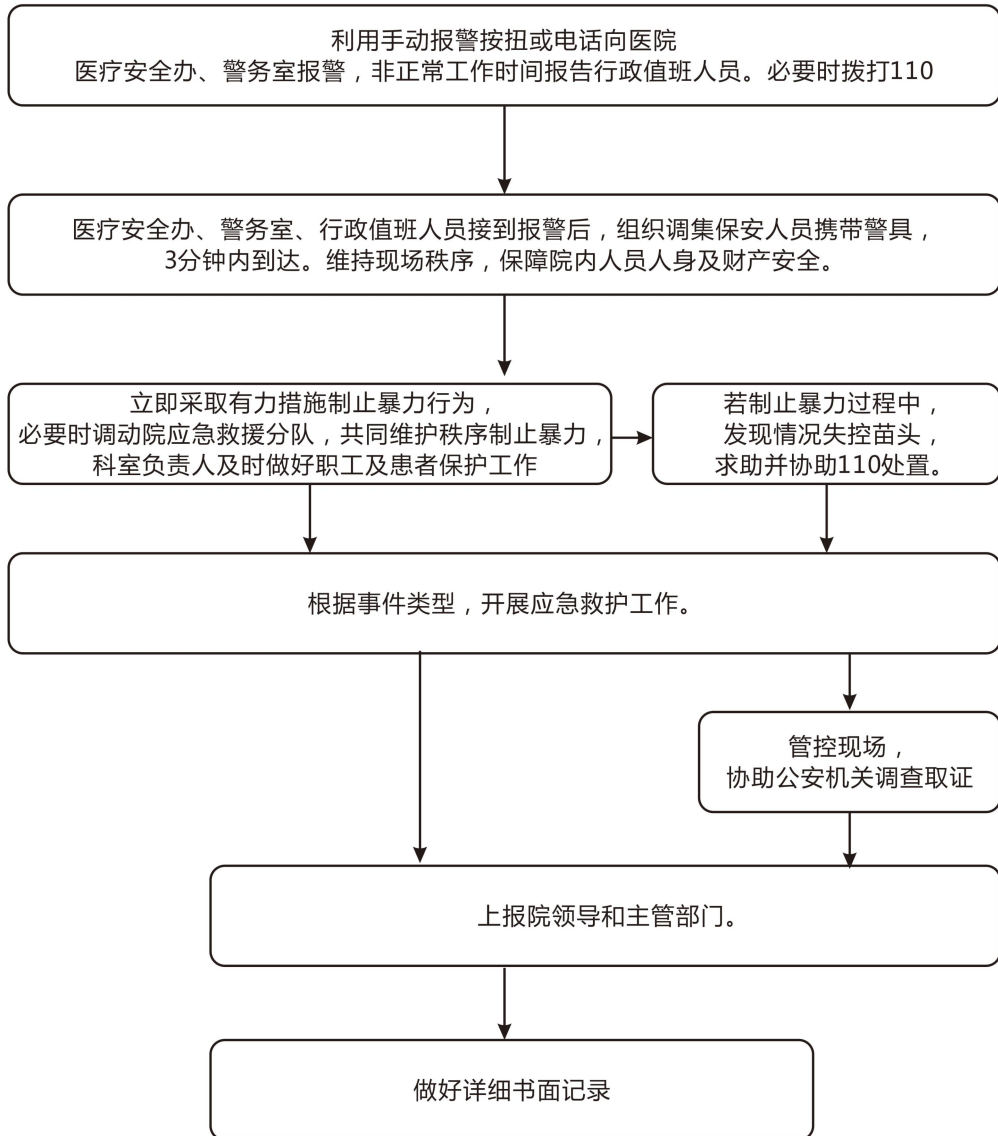 利用手动报警按扭或电话向医院
医疗安全办、警务室报警，非正常工作时间报告行政值班人员。必要时拨打110
医疗安全办、警务室、行政值班人员接到报警后，组织调集保安人员携带警具，
3分钟内到达。维持现场秩序，保障院内人员人身及财产安全。
立即采取有力措施制止暴力行为，
必要时调动院应急救援分队，共同维护秩序制止暴力，
科室负责人及时做好职工及患者保护工作
若制止暴力过程中，
发现情况失控苗头，
求助并协助110处置。
根据事件类型，开展应急救护工作。
管控现场，
协助公安机关调查取证
上报院领导和主管部门。
做好详细书面记录